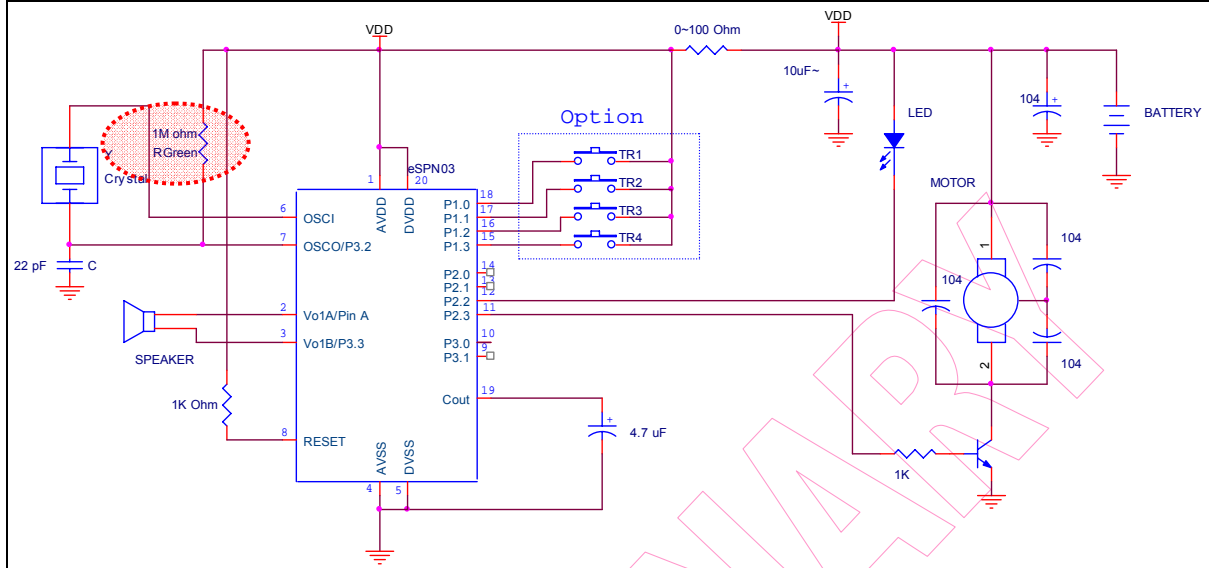 VDD
0~100 Ohm
VDD
10uF~
LED
104
BATTERY
Option
1M ohm
RGreen
Y
Crystal
eSPN03
TR1
TR2
TR3
TR4
1
20
AVDD
DVDD
6
OSCI
7
OSCO/P3.2
22 pF
C
2
Vo1A/Pin A
3
Vo1B/P3.3
SPEAKER
1K Ohm
8
RESET
4
AVSS
5
DVSS
18
P1.0
17
P1.1
16
P1.2
15
P1.3
14
P2.0
13
P2.1
12
P2.2
11
P2.3
10
P3.0
9
P3.1
19
Cout
4.7 uF
MOTOR
1
104
104
2
104
1K